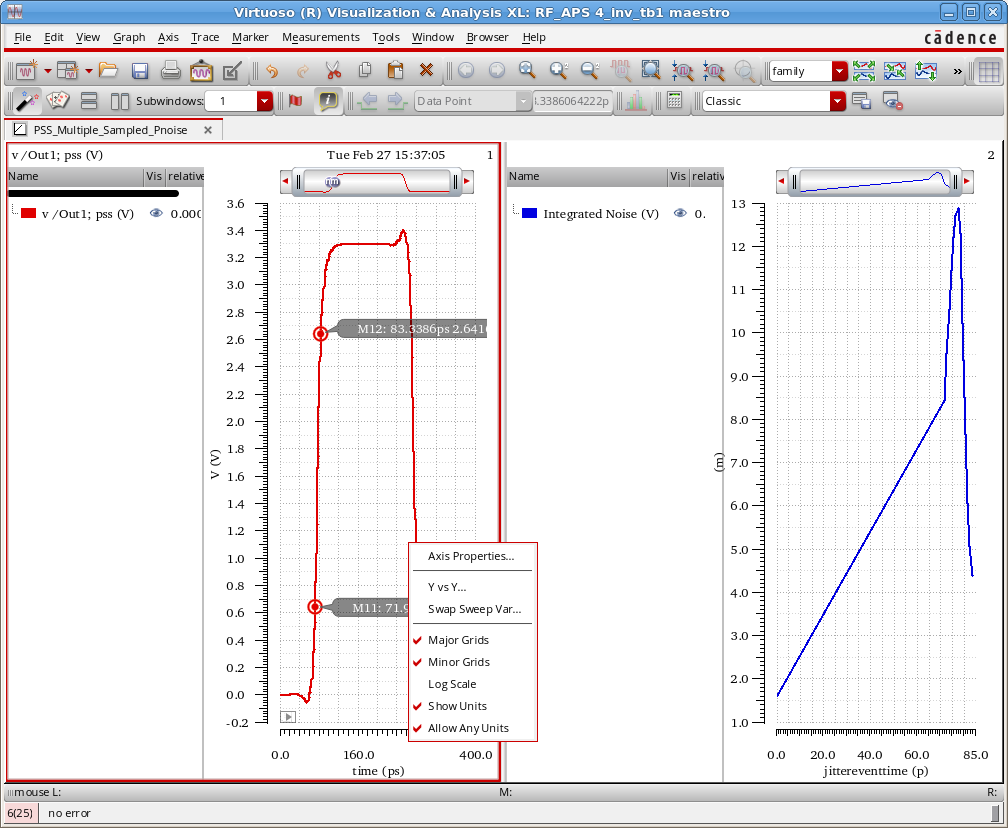 Virtuoso (R) Visualization & Analysis XL: RF_APS 4_inv_tb1 maestro
File Edit View Graph Axis Trace Marker Measurements Tools Window Browser Help
cādence
family
»
Subwindows: 1
Data Point
.3386064222p
Classic
PSS_Multiple_Sampled_Pnoise
v /Out1; pss (V)
Tue Feb 27 15:37:05
1
Name Vis relative
v /Out1; pss (V) 0.000
3.6
3.4
3.2
3.0
2.8
2.6
2.4
2.2
2.0
1.8
1.6
1.4
1.2
1.0
0.8
0.6
0.4
0.2
0.0
-0.2
V (V)
M12: 83.3386ps 2.641
M11: 71.9
0.0 160.0 400.0
time (ps)
Axis Properties...
Y vs Y...
Swap Sweep Var...
Major Grids
Minor Grids
Log Scale
Show Units
Allow Any Units
2
Name Vis relativ
Integrated Noise (V) 0.
13
12
11
10
9.0
8.0
7.0
6.0
5.0
4.0
3.0
2.0
1.0
(m)
0.0 20.0 40.0 60.0 85.0
jittereventtime (p)
mouse L: M: R:
6(25) no error